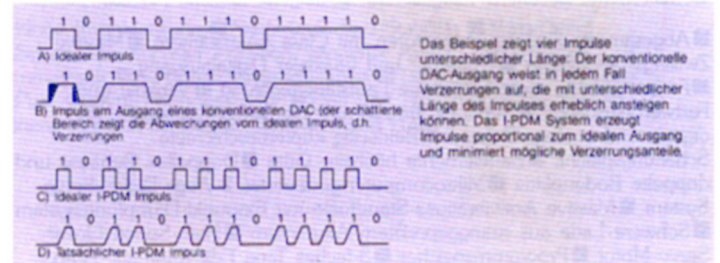 1 0 1 1 0 1 1 1 0 1 1 1 1 0
A) Idealer Impuls
1 0 1 1 0 1 1 1 0 1 1 1 1 0
B) Impuls am Ausgang eines konventionellen DAC (der schattierte
Bereich zeigt die Abweichungen vom idealen Impuls, d.h.
Verzerrungen
1 0 1 1 0 1 1 1 0 1 1 1 1 0
C) Idealer I-PDM Impuls
1 0 1 1 0 1 1 1 0 1 1 1 1 0
D) Tatsächlicher I-PDM Impuls
Das Beispiel zeigt vier Impulse
unterschiedlicher Länge. Der konventionelle
DAC-Ausgang weist in jedem Fall
Verzerrungen auf, die mit unterschiedlicher
Länge des Impulses erheblich ansteigen
können. Das I-PDM System erzeugt
Impulse proportional zum idealen Ausgang
und minimiert mögliche Verzerrungsanteile.